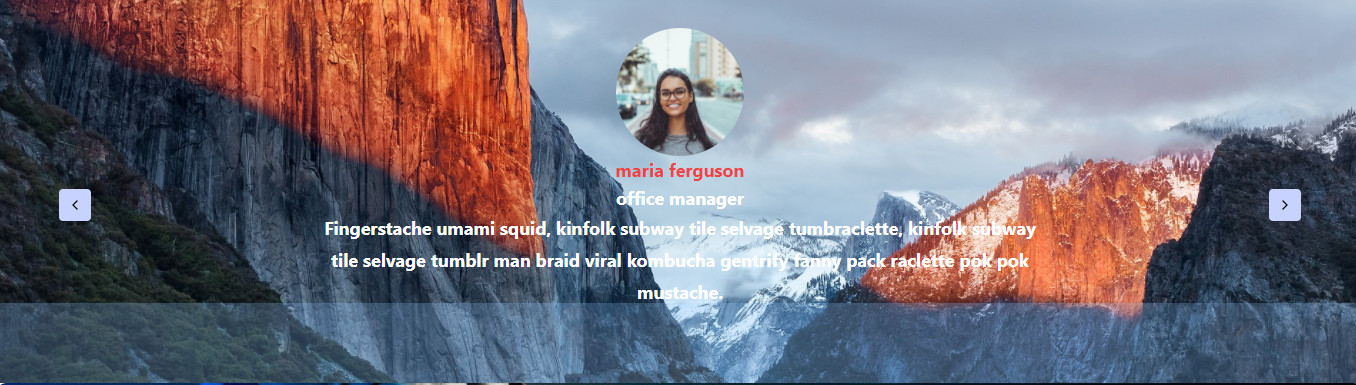 maria ferguson
office manager
Fingerstache umami squid, kinfolk subway tile selvage tumbraclette, kinfolk subway
tile selvage tumblr man braid viral kombucha gentrify fanny pack raclette pok pok
mustache.